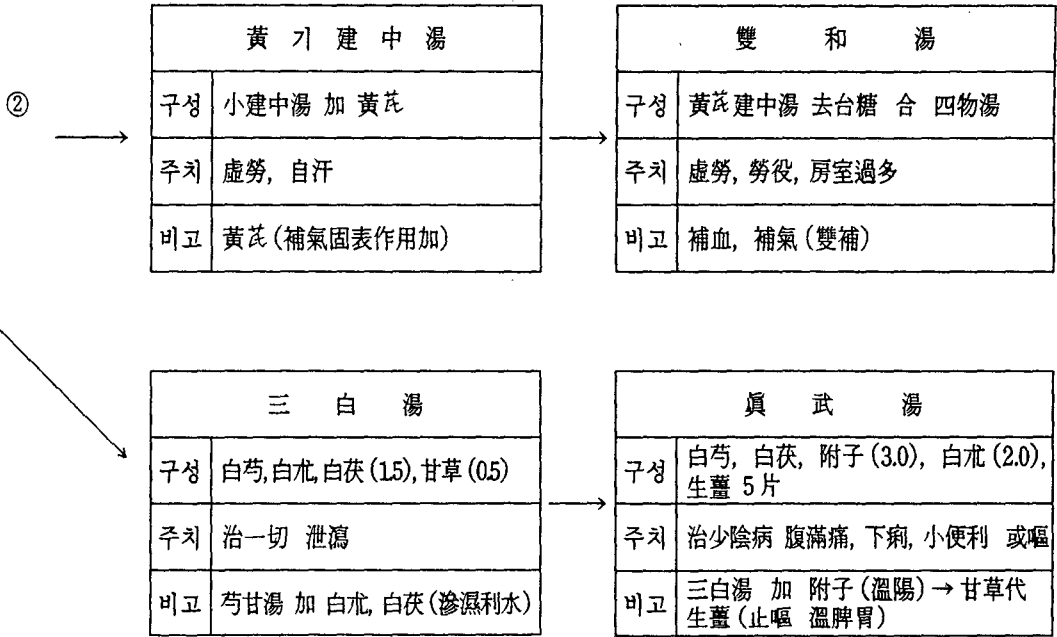 ②
黃기建中湯
구성 小建中湯 加 黃芪
주치 虛勞, 自汗
비고 黃芪(補氣固表作用加)
雙和湯
구성 黃芪建中湯 去台糖 合 四物湯
주치 虛勞, 勞役, 房室過多
비고 補血, 補氣(雙補)
三白湯
구성 白芍,白朮,白茯(1.5),甘草(0.5)
주치 治一切 泄瀉
비고 芍甘湯 加 白朮, 白茯(滲濕利水)
眞武湯
구성 白芍, 白茯, 附子(3.0), 白朮(2.0),
生薑 5片
주치 治少陰病 腹滿痛, 下痢, 小便利 或嘔
비고 三白湯 加 附子(溫陽)→甘草代
生薑(止嘔 溫脾胃)